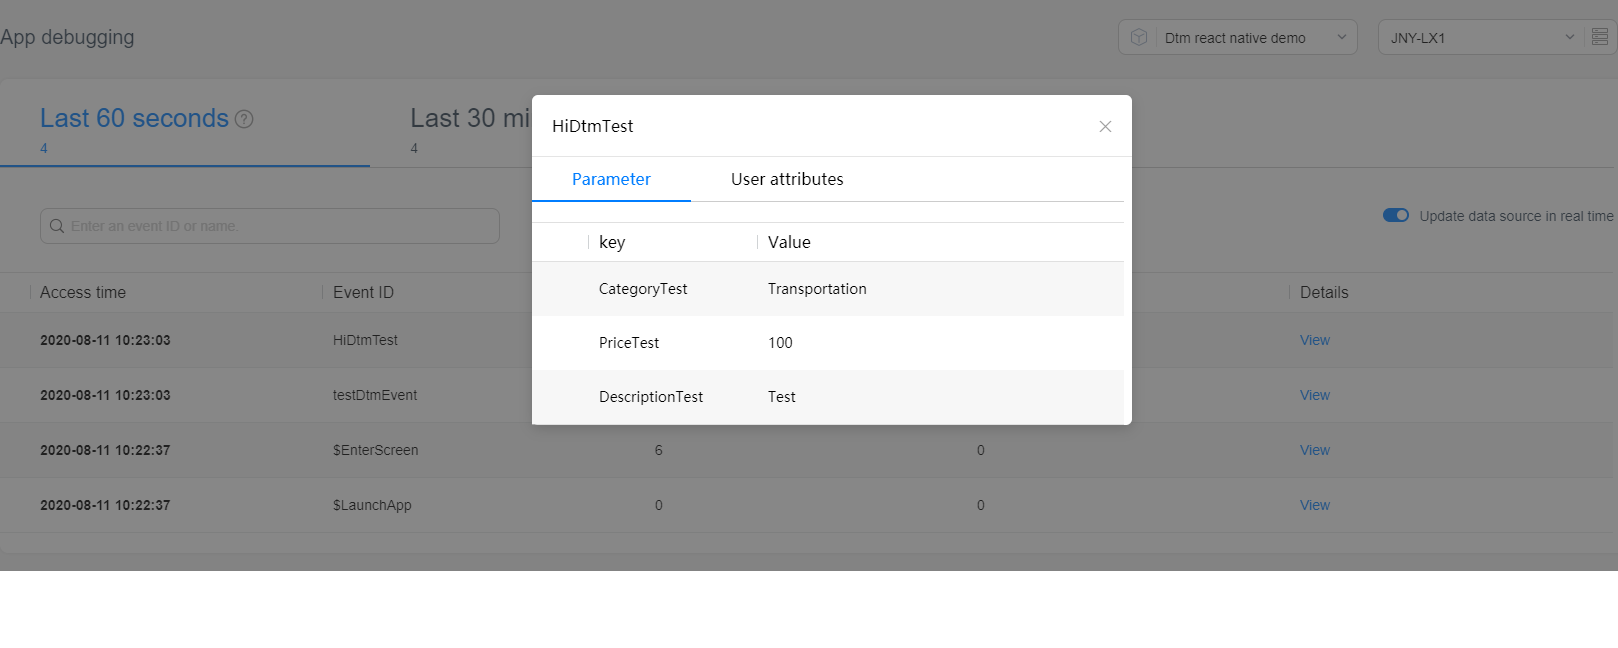 App debugging
Dtm react native demo
JNY-LX1
Last 60 seconds ?
4
Last 30 mi
4
Enter an event ID or name.
Update data source in real time
Access time Event ID Details
2020-08-11 10:23:03 HiDtmTest View
2020-08-11 10:23:03 testDtmEvent View
2020-08-11 10:22:37 $EnterScreen 6 0 View
2020-08-11 10:22:37 $LaunchApp 0 0 View
HiDtmTest
Parameter User attributes
key Value
CategoryTest Transportation
PriceTest 100
DescriptionTest Test